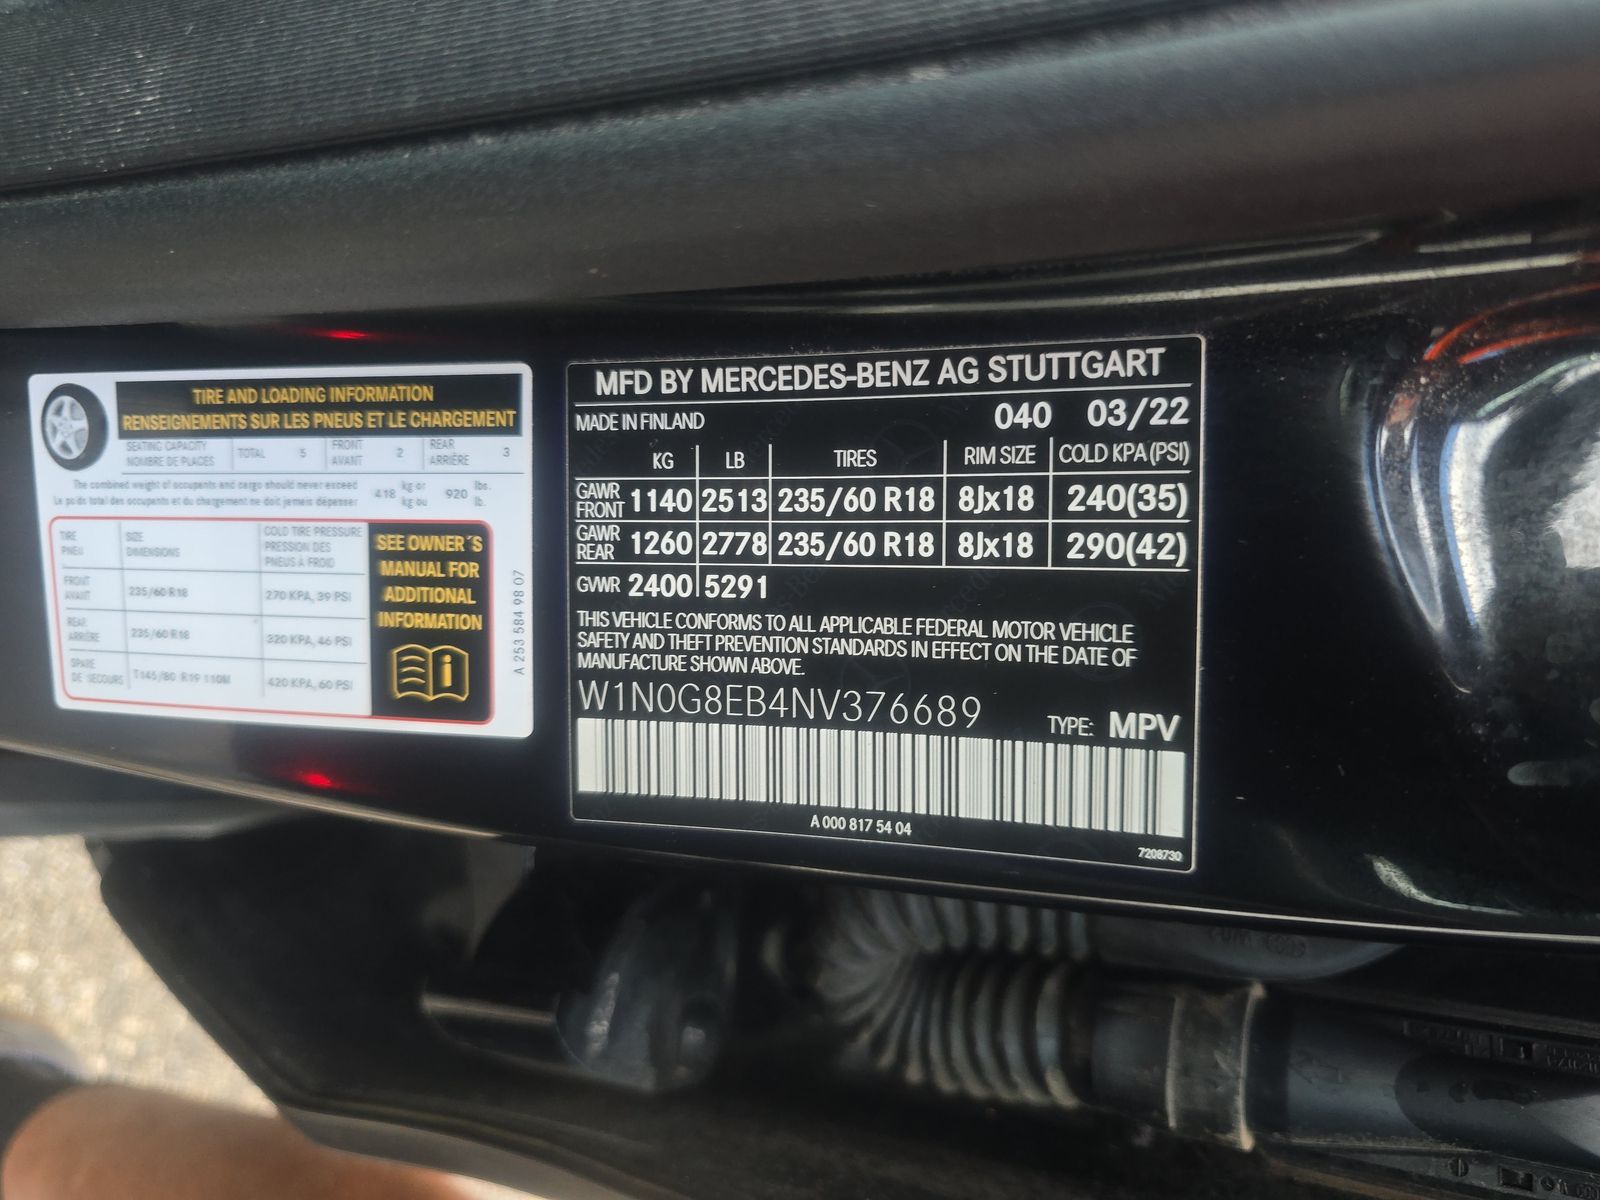 TIRE AND LOADING INFORMATION
RENSEIGNEMENTS SUR LES PNEUS ET LE CHARGEMENT
SEATING CAPACITY TOTAL 5 FRONT 2 REAR 3
NOMBRE DE PLACES AVANT ARRIÈRE
The combined weight of occupants and cargo should never exceed 418 kg or 920 lbs.
Le poids total des occupants et du chargement ne doit jamais dépasser kg ou lb.
TIRE SIZE COLD TIRE PRESSURE
PNEU DIMENSIONS PRESSION DES
PNEUS À FROID
FRONT
AVANT 235/60 R18 270 KPA, 39 PSI
REAR
ARRIÈRE 235/60 R18 320 KPA, 46 PSI
SPARE
DE SECOURS T145/80 R19 110M 420 KPA, 60 PSI
SEE OWNER'S
MANUAL FOR
ADDITIONAL
INFORMATION
A 253 584 98 07
MFD BY MERCEDES-BENZ AG STUTTGART
MADE IN FINLAND 040 03/22
KG LB TIRES RIM SIZE COLD KPA (PSI)
GAWR FRONT 1140 2513 235/60 R18 8Jx18 240(35)
GAWR REAR 1260 2778 235/60 R18 8Jx18 290(42)
GVWR 2400 5291
THIS VEHICLE CONFORMS TO ALL APPLICABLE FEDERAL MOTOR VEHICLE
SAFETY AND THEFT PREVENTION STANDARDS IN EFFECT ON THE DATE OF
MANUFACTURE SHOWN ABOVE.
W1N0G8EB4NV376689 TYPE: MPV
A 000 817 54 04
7208730